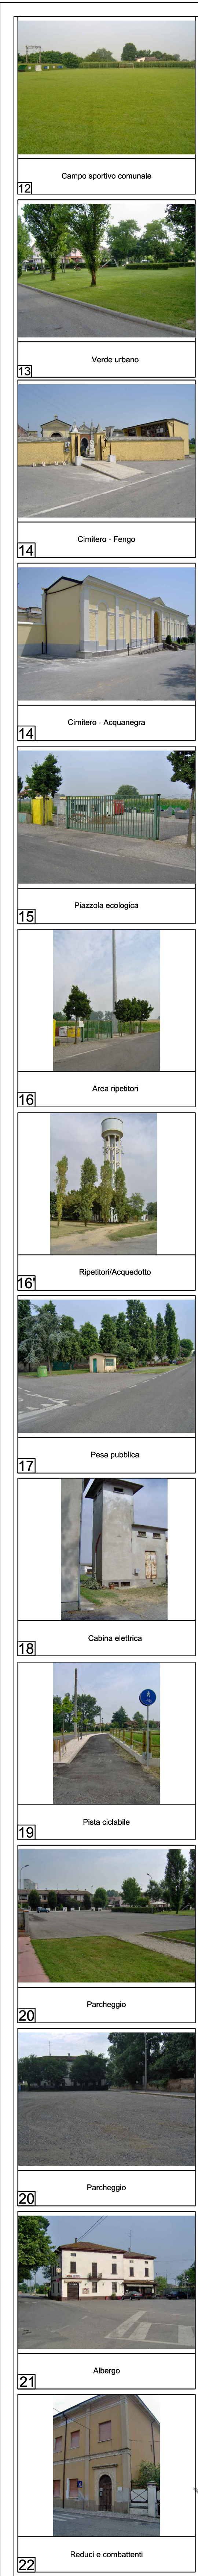 Campo sportivo comunale
12
Verde urbano
13
Cimitero - Fengo
14
Cimitero - Acquanegra
14
Piazzola ecologica
15
Area ripetitori
16
Ripetitori/Acquedotto
16'
Pesa pubblica
17
Cabina elettrica
18
Pista ciclabile
19
Parcheggio
20
Parcheggio
20
Albergo
21
Reduci e combattenti
22